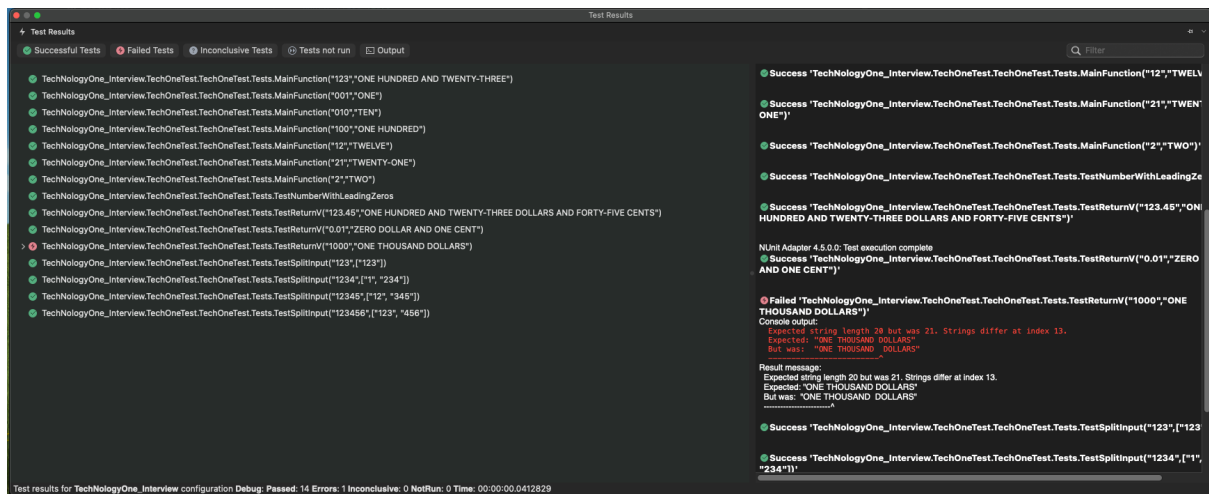 Test Results
Test Results
Successful Tests Failed Tests Inconclusive Tests Tests not run Output Filter
TechNologyOne_Interview.TechOneTest.TechOneTest.Tests.MainFunction("123","ONE HUNDRED AND TWENTY-THREE")
TechNologyOne_Interview.TechOneTest.TechOneTest.Tests.MainFunction("001","ONE")
TechNologyOne_Interview.TechOneTest.TechOneTest.Tests.MainFunction("010","TEN")
TechNologyOne_Interview.TechOneTest.TechOneTest.Tests.MainFunction("100","ONE HUNDRED")
TechNologyOne_Interview.TechOneTest.TechOneTest.Tests.MainFunction("12","TWELVE")
TechNologyOne_Interview.TechOneTest.TechOneTest.Tests.MainFunction("21","TWENTY-ONE")
TechNologyOne_Interview.TechOneTest.TechOneTest.Tests.MainFunction("2","TWO")
TechNologyOne_Interview.TechOneTest.TechOneTest.Tests.TestNumberWithLeadingZeros
TechNologyOne_Interview.TechOneTest.TechOneTest.Tests.TestReturnV("123.45","ONE HUNDRED AND TWENTY-THREE DOLLARS AND FORTY-FIVE CENTS")
TechNologyOne_Interview.TechOneTest.TechOneTest.Tests.TestReturnV("0.01","ZERO DOLLAR AND ONE CENT")
TechNologyOne_Interview.TechOneTest.TechOneTest.Tests.TestReturnV("1000","ONE THOUSAND DOLLARS")
TechNologyOne_Interview.TechOneTest.TechOneTest.Tests.TestSplitInput("123",["123"])
TechNologyOne_Interview.TechOneTest.TechOneTest.Tests.TestSplitInput("1234",["1", "234"])
TechNologyOne_Interview.TechOneTest.TechOneTest.Tests.TestSplitInput("12345",["12", "345"])
TechNologyOne_Interview.TechOneTest.TechOneTest.Tests.TestSplitInput("123456",["123", "456"])
Success 'TechNologyOne_Interview.TechOneTest.TechOneTest.Tests.MainFunction("12","TWELV
Success 'TechNologyOne_Interview.TechOneTest.TechOneTest.Tests.MainFunction("21","TWENT
ONE")'
Success 'TechNologyOne_Interview.TechOneTest.TechOneTest.Tests.MainFunction("2","TWO")'
Success 'TechNologyOne_Interview.TechOneTest.TechOneTest.Tests.TestNumberWithLeadingZe
Success 'TechNologyOne_Interview.TechOneTest.TechOneTest.Tests.TestReturnV("123.45","ONE
HUNDRED AND TWENTY-THREE DOLLARS AND FORTY-FIVE CENTS")'
NUnit Adapter 4.5.0.0: Test execution complete
Success 'TechNologyOne_Interview.TechOneTest.TechOneTest.Tests.TestReturnV("0.01","ZERO
AND ONE CENT")'
Failed 'TechNologyOne_Interview.TechOneTest.TechOneTest.Tests.TestReturnV("1000","ONE
THOUSAND DOLLARS")'
Console output:
Expected string length 20 but was 21. Strings differ at index 13.
Expected: "ONE THOUSAND DOLLARS"
But was:  "ONE THOUSAND  DOLLARS"
-------------------------^
Result message:
Expected string length 20 but was 21. Strings differ at index 13.
Expected: "ONE THOUSAND DOLLARS"
But was:  "ONE THOUSAND  DOLLARS"
-------------------------^
Success 'TechNologyOne_Interview.TechOneTest.TechOneTest.Tests.TestSplitInput("123",["123
Success 'TechNologyOne_Interview.TechOneTest.TechOneTest.Tests.TestSplitInput("1234",["1",
"234"])'
Test results for TechNologyOne_Interview configuration Debug: Passed: 14 Errors: 1 Inconclusive: 0 NotRun: 0 Time: 00:00:00.0412829